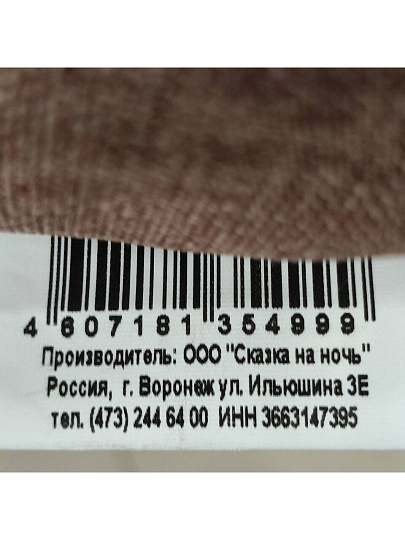 4 607181 354999
Производитель: ООО "Сказка на ночь"
Россия, г. Воронеж ул. Ильюшина 3Е
тел. (473) 244 64 00 ИНН 3663147395